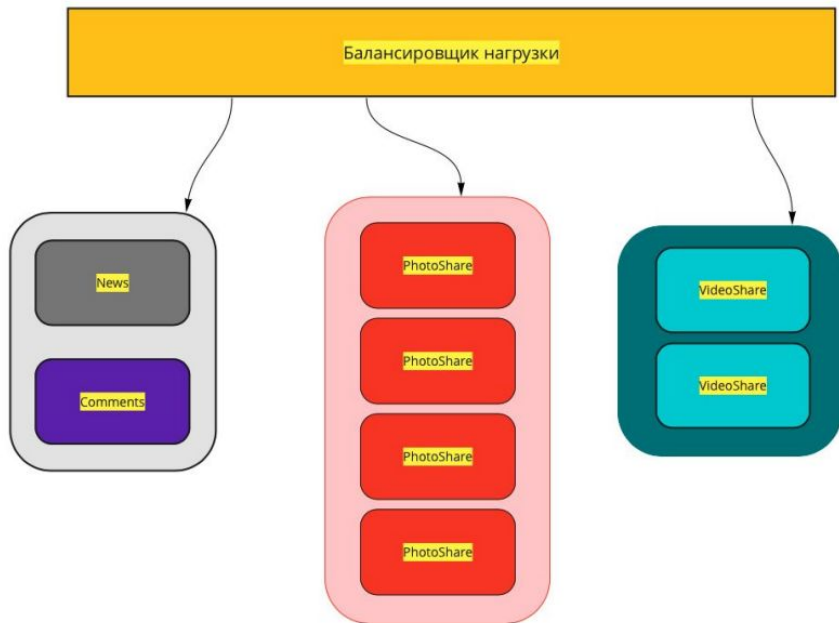 Балансировщик нагрузки
News
Comments
PhotoShare
PhotoShare
PhotoShare
PhotoShare
VideoShare
VideoShare